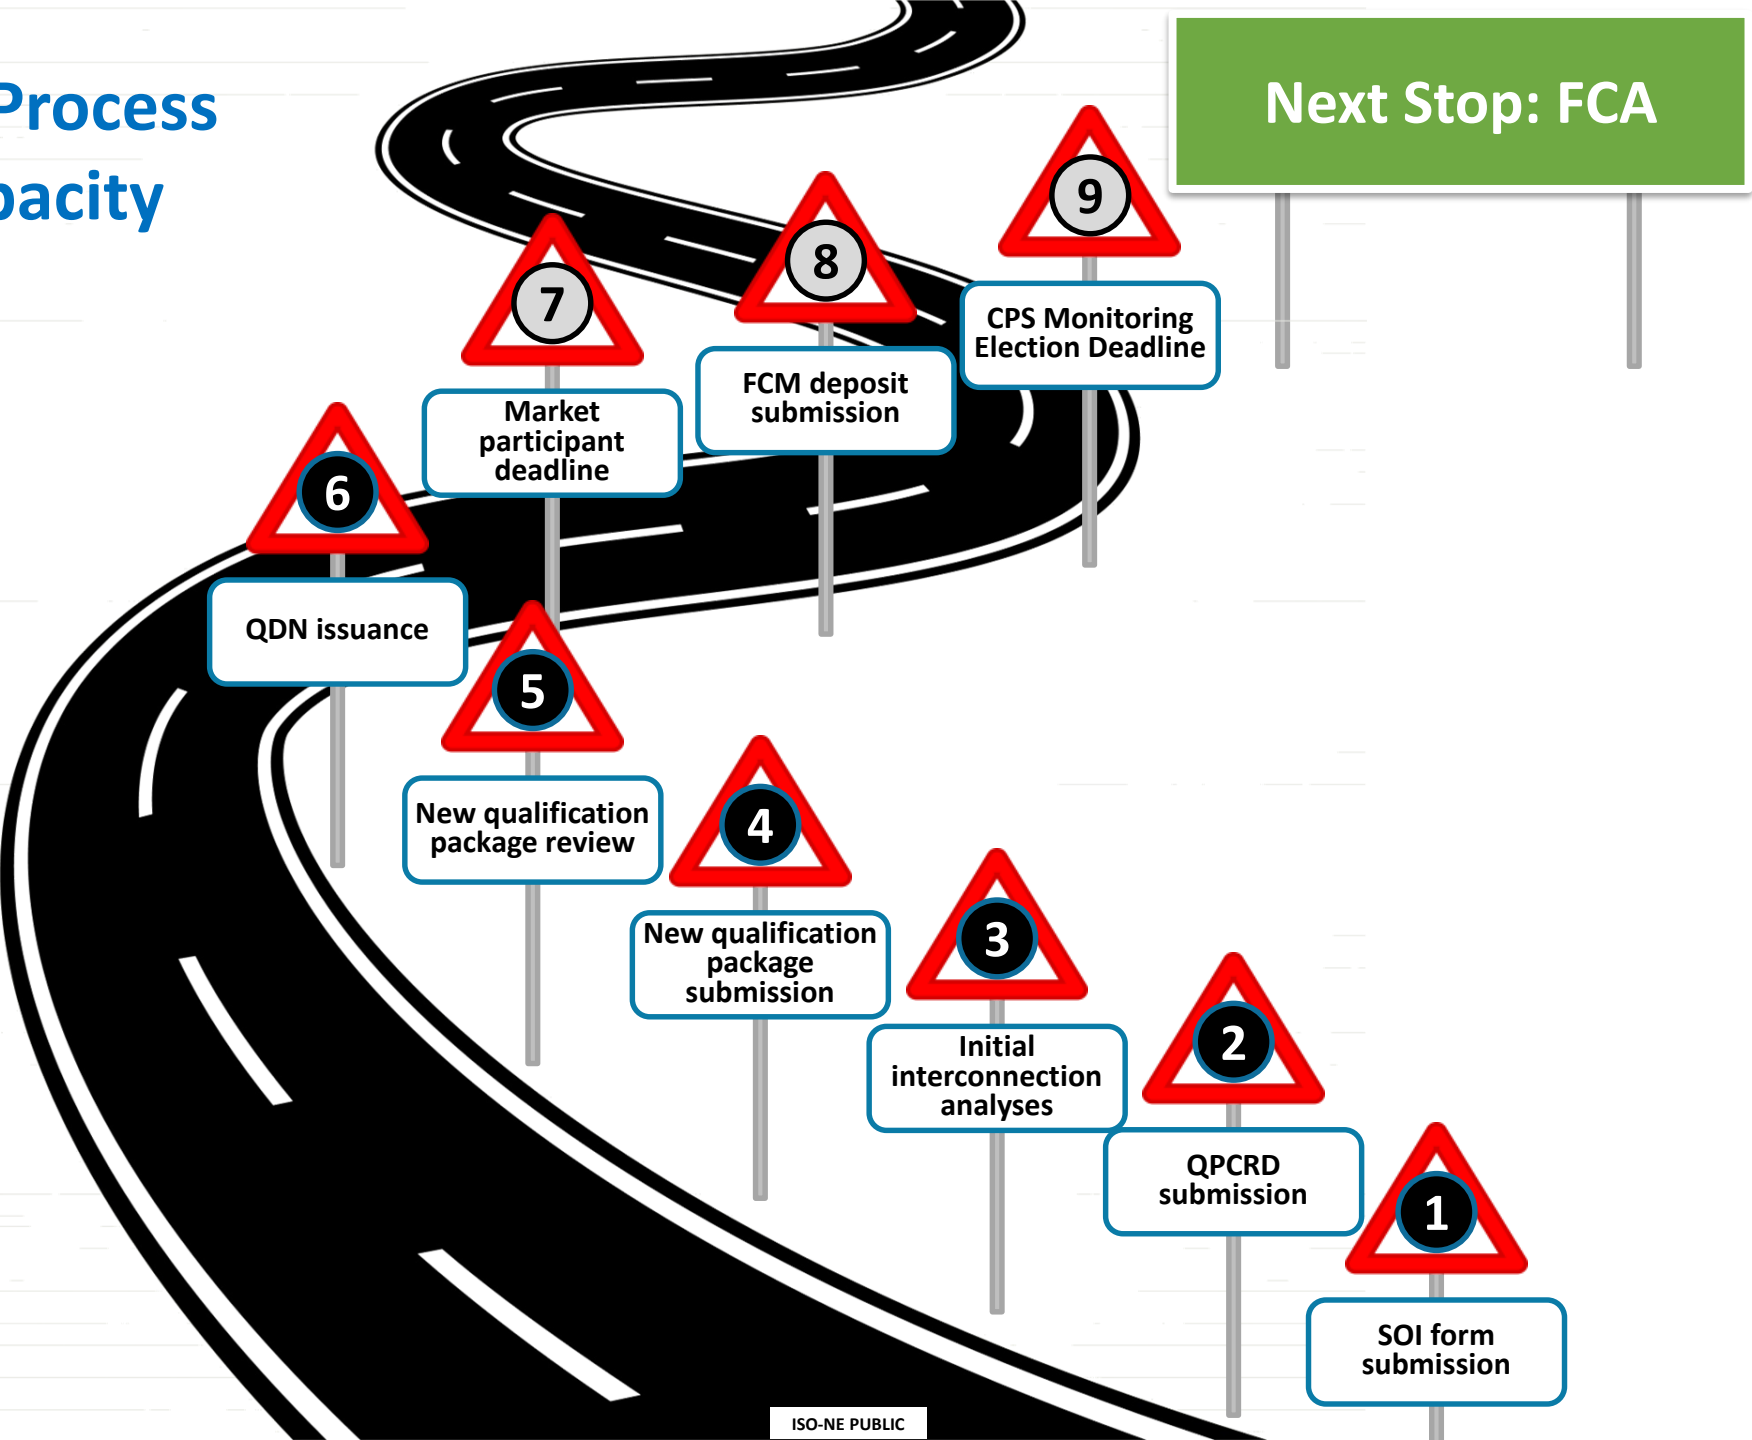 Process
pacity
Next Stop: FCA
9
CPS Monitoring
Election Deadline
8
FCM deposit
submission
7
Market
participant
deadline
6
QDN issuance
5
New qualification
package review
4
New qualification
package
submission
3
Initial
interconnection
analyses
2
QPCRD
submission
1
SOI form
submission
ISO-NE PUBLIC